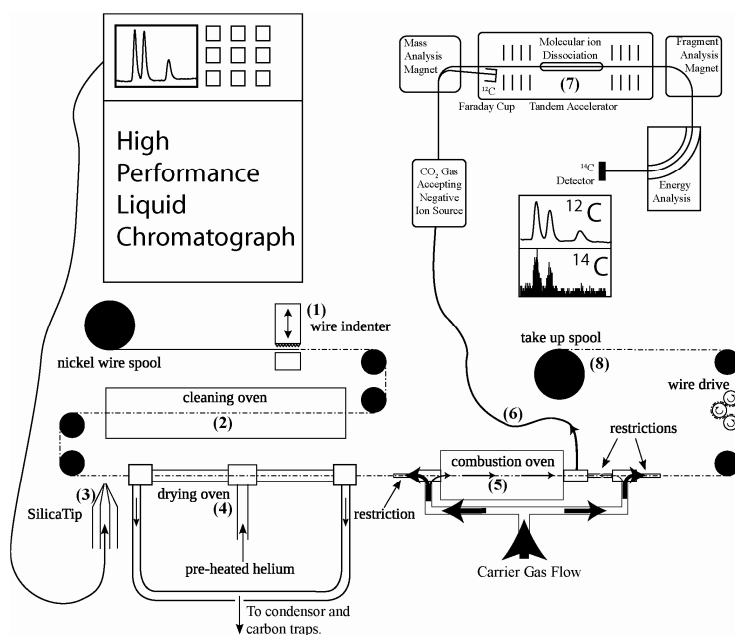 High
Performance
Liquid
Chromatograph
Mass
Analysis
Magnet
Molecular ion
Dissociation
(7)
Fragment
Analysis
Magnet
12C
Faraday Cup
Tandem Accelerator
CO2 Gas
Accepting
Negative
Ion Source
14C
Detector
Energy
Analysis
12C
14C
(1)
wire indenter
nickel wire spool
cleaning oven
(2)
take up spool
(8)
wire drive
(6)
restrictions
combustion oven
(5)
(3)
SilicaTip
drying oven
(4)
restriction
pre-heated helium
Carrier Gas Flow
To condensor and
carbon traps.